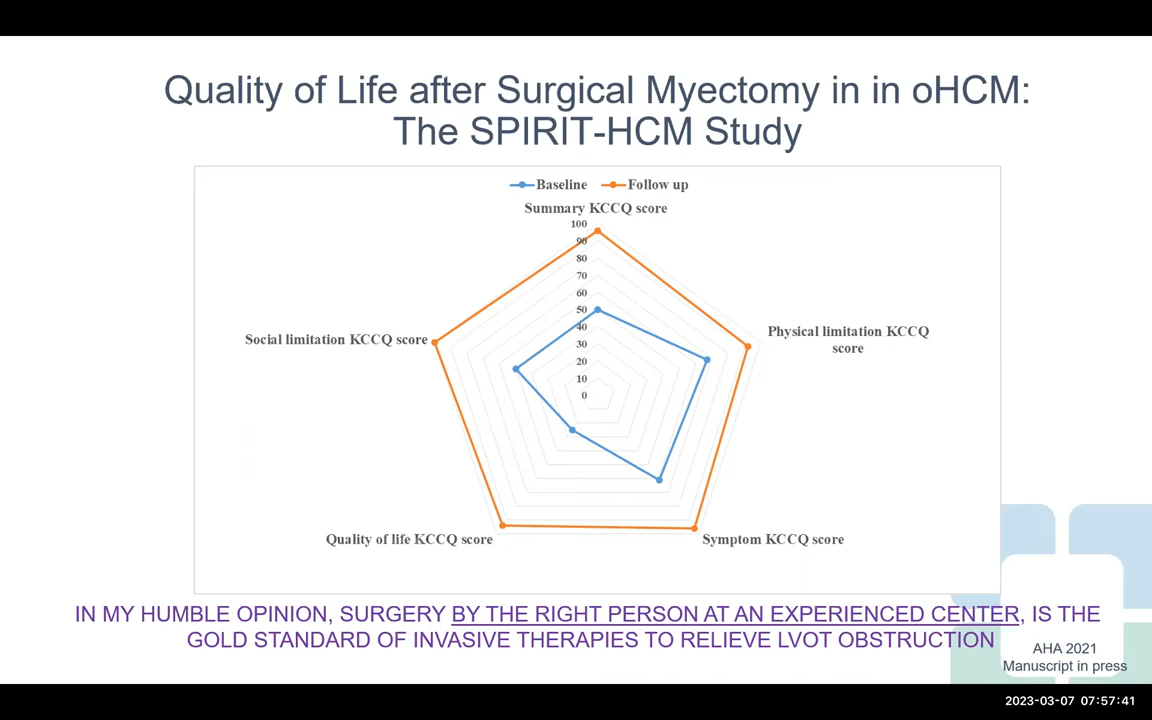 Quality of Life after Surgical Myectomy in in oHCM:
The SPIRIT-HCM Study
Baseline
Follow up
Summary KCCQ score
100
90
80
70
60
50
40
30
20
10
0
Physical limitation KCCQ
score
Social limitation KCCQ score
Quality of life KCCQ score
Symptom KCCQ score
IN MY HUMBLE OPINION, SURGERY BY THE RIGHT PERSON AT AN EXPERIENCED CENTER, IS THE
GOLD STANDARD OF INVASIVE THERAPIES TO RELIEVE LVOT OBSTRUCTION
AHA 2021
Manuscript in press
2023-03-07 07:57:41